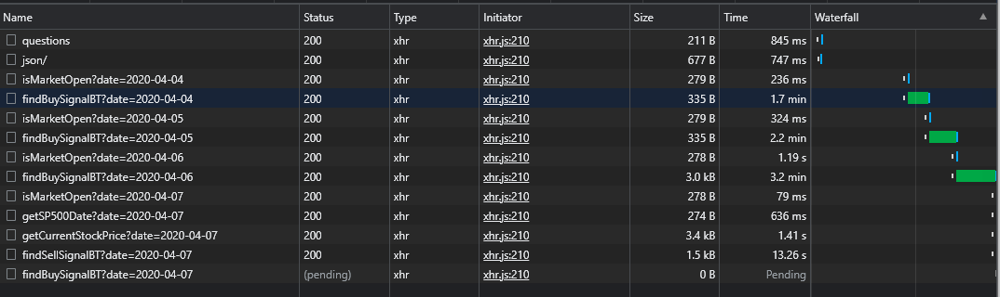 Name Status Type Initiator Size Time Waterfall
questions 200 xhr xhr.js:210 211 B 845 ms
json/ 200 xhr xhr.js:210 677 B 747 ms
isMarketOpen?date=2020-04-04 200 xhr xhr.js:210 279 B 236 ms
findBuySignalBT?date=2020-04-04 200 xhr xhr.js:210 335 B 1.7 min
isMarketOpen?date=2020-04-05 200 xhr xhr.js:210 279 B 324 ms
findBuySignalBT?date=2020-04-05 200 xhr xhr.js:210 335 B 2.2 min
isMarketOpen?date=2020-04-06 200 xhr xhr.js:210 278 B 1.19 s
findBuySignalBT?date=2020-04-06 200 xhr xhr.js:210 3.0 kB 3.2 min
isMarketOpen?date=2020-04-07 200 xhr xhr.js:210 278 B 79 ms
getSP500Date?date=2020-04-07 200 xhr xhr.js:210 274 B 636 ms
getCurrentStockPrice?date=2020-04-07 200 xhr xhr.js:210 3.4 kB 1.41 s
findSellSignalBT?date=2020-04-07 200 xhr xhr.js:210 1.5 kB 13.26 s
findBuySignalBT?date=2020-04-07 (pending) xhr xhr.js:210 0 B Pending